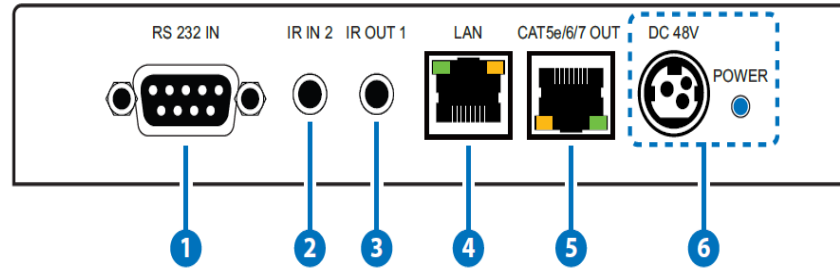 RS 232 IN IR IN 2 IR OUT 1 LAN CAT5e/6/7 OUT DC 48V
POWER
1 2 3 4 5 6